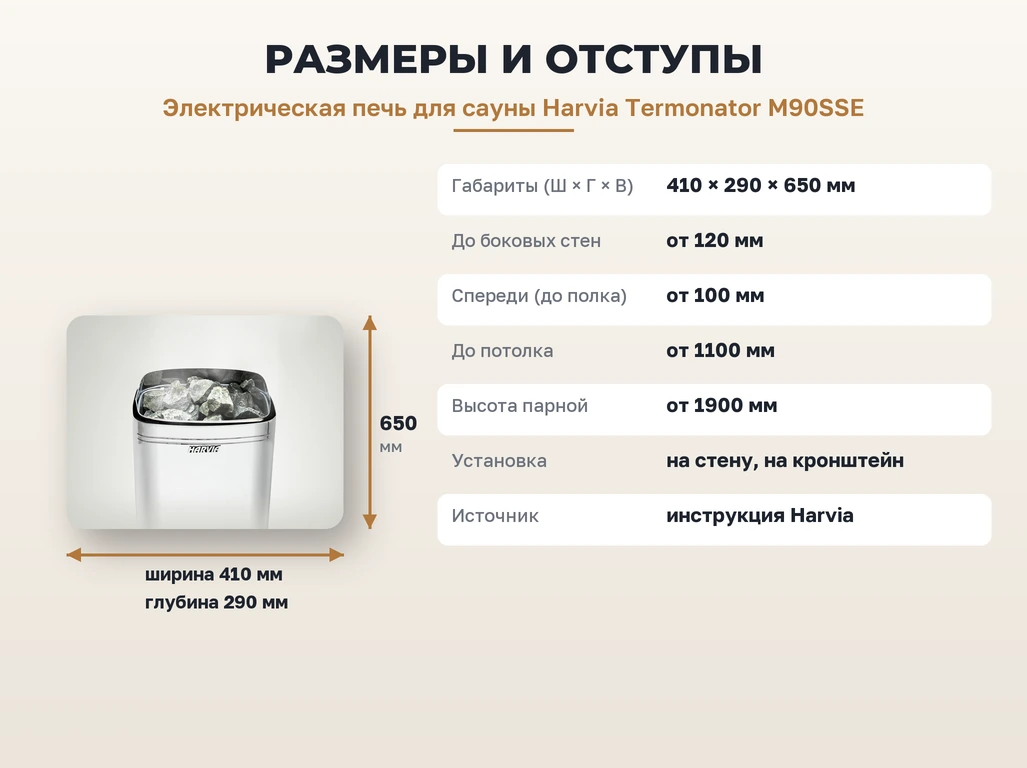 РАЗМЕРЫ И ОТСТУПЫ
Электрическая печь для сауны Harvia Termonator M90SSE
Габариты (Ш × Г × В) 410 × 290 × 650 мм
До боковых стен от 120 мм
Спереди (до полка) от 100 мм
До потолка от 1100 мм
Высота парной от 1900 мм
Установка на стену, на кронштейн
Источник инструкция Harvia
HARVIA
650
мм
ширина 410 мм
глубина 290 мм